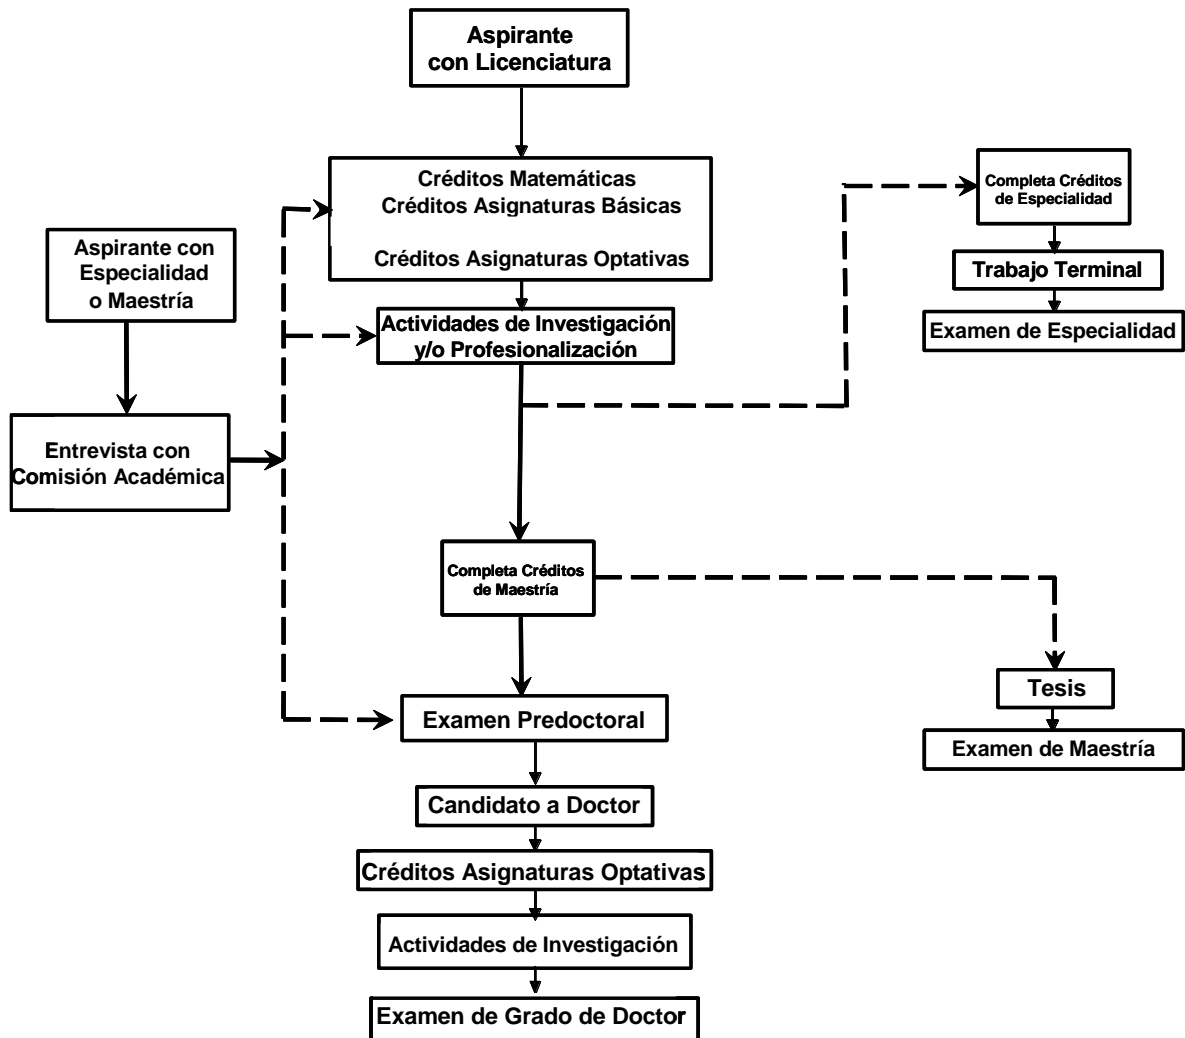 Aspirante
con Licenciatura
Créditos Matemáticas
Créditos Asignaturas Básicas
Créditos Asignaturas Optativas
Completa Créditos
de Especialidad
Aspirante con
Especialidad
o Maestría
Trabajo Terminal
Actividades de Investigación
y/o Profesionalización
Examen de Especialidad
Entrevista con
Comisión Académica
Completa Créditos
de Maestría
Tesis
Examen Predoctoral
Examen de Maestría
Candidato a Doctor
Créditos Asignaturas Optativas
Actividades de Investigación
Examen de Grado de Doctor